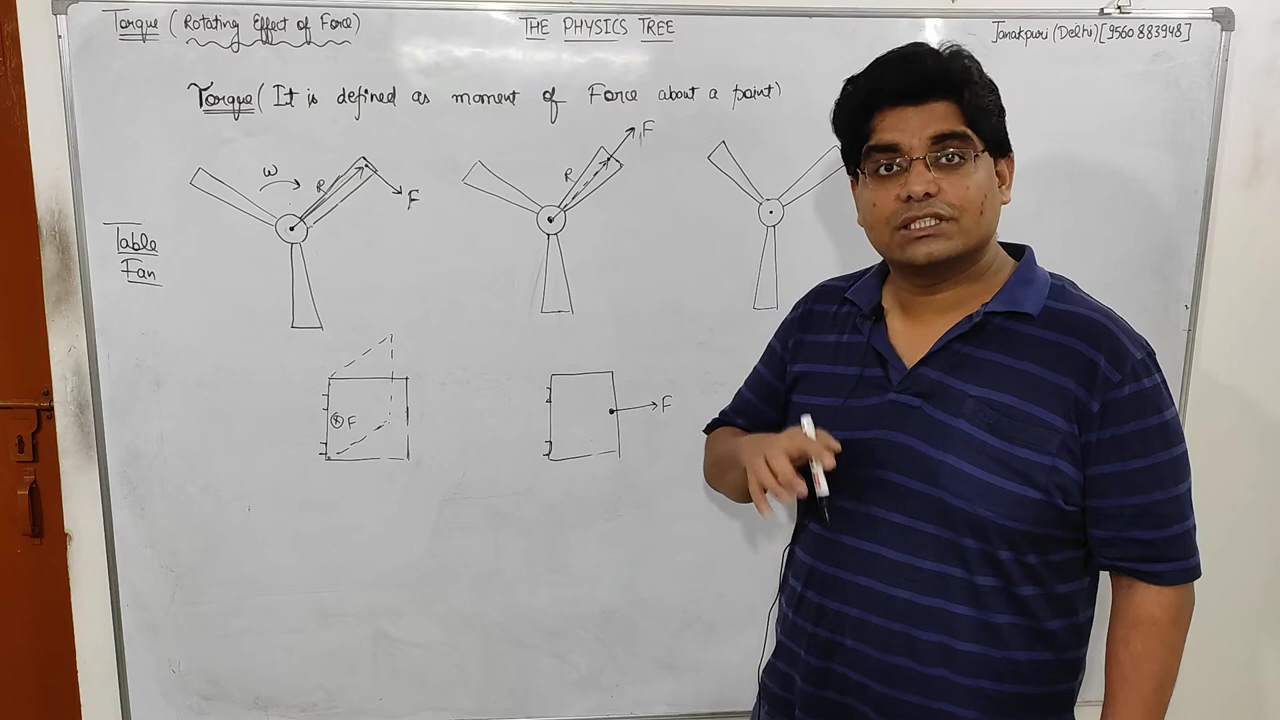 Torque (Rotating Effect of Force)
THE PHYSICS TREE
Janakpuri (Delhi) [9560 883948]
Torque (It is defined as moment of Force about a point)
ω
R
F
R
F
Table
Fan
F
F